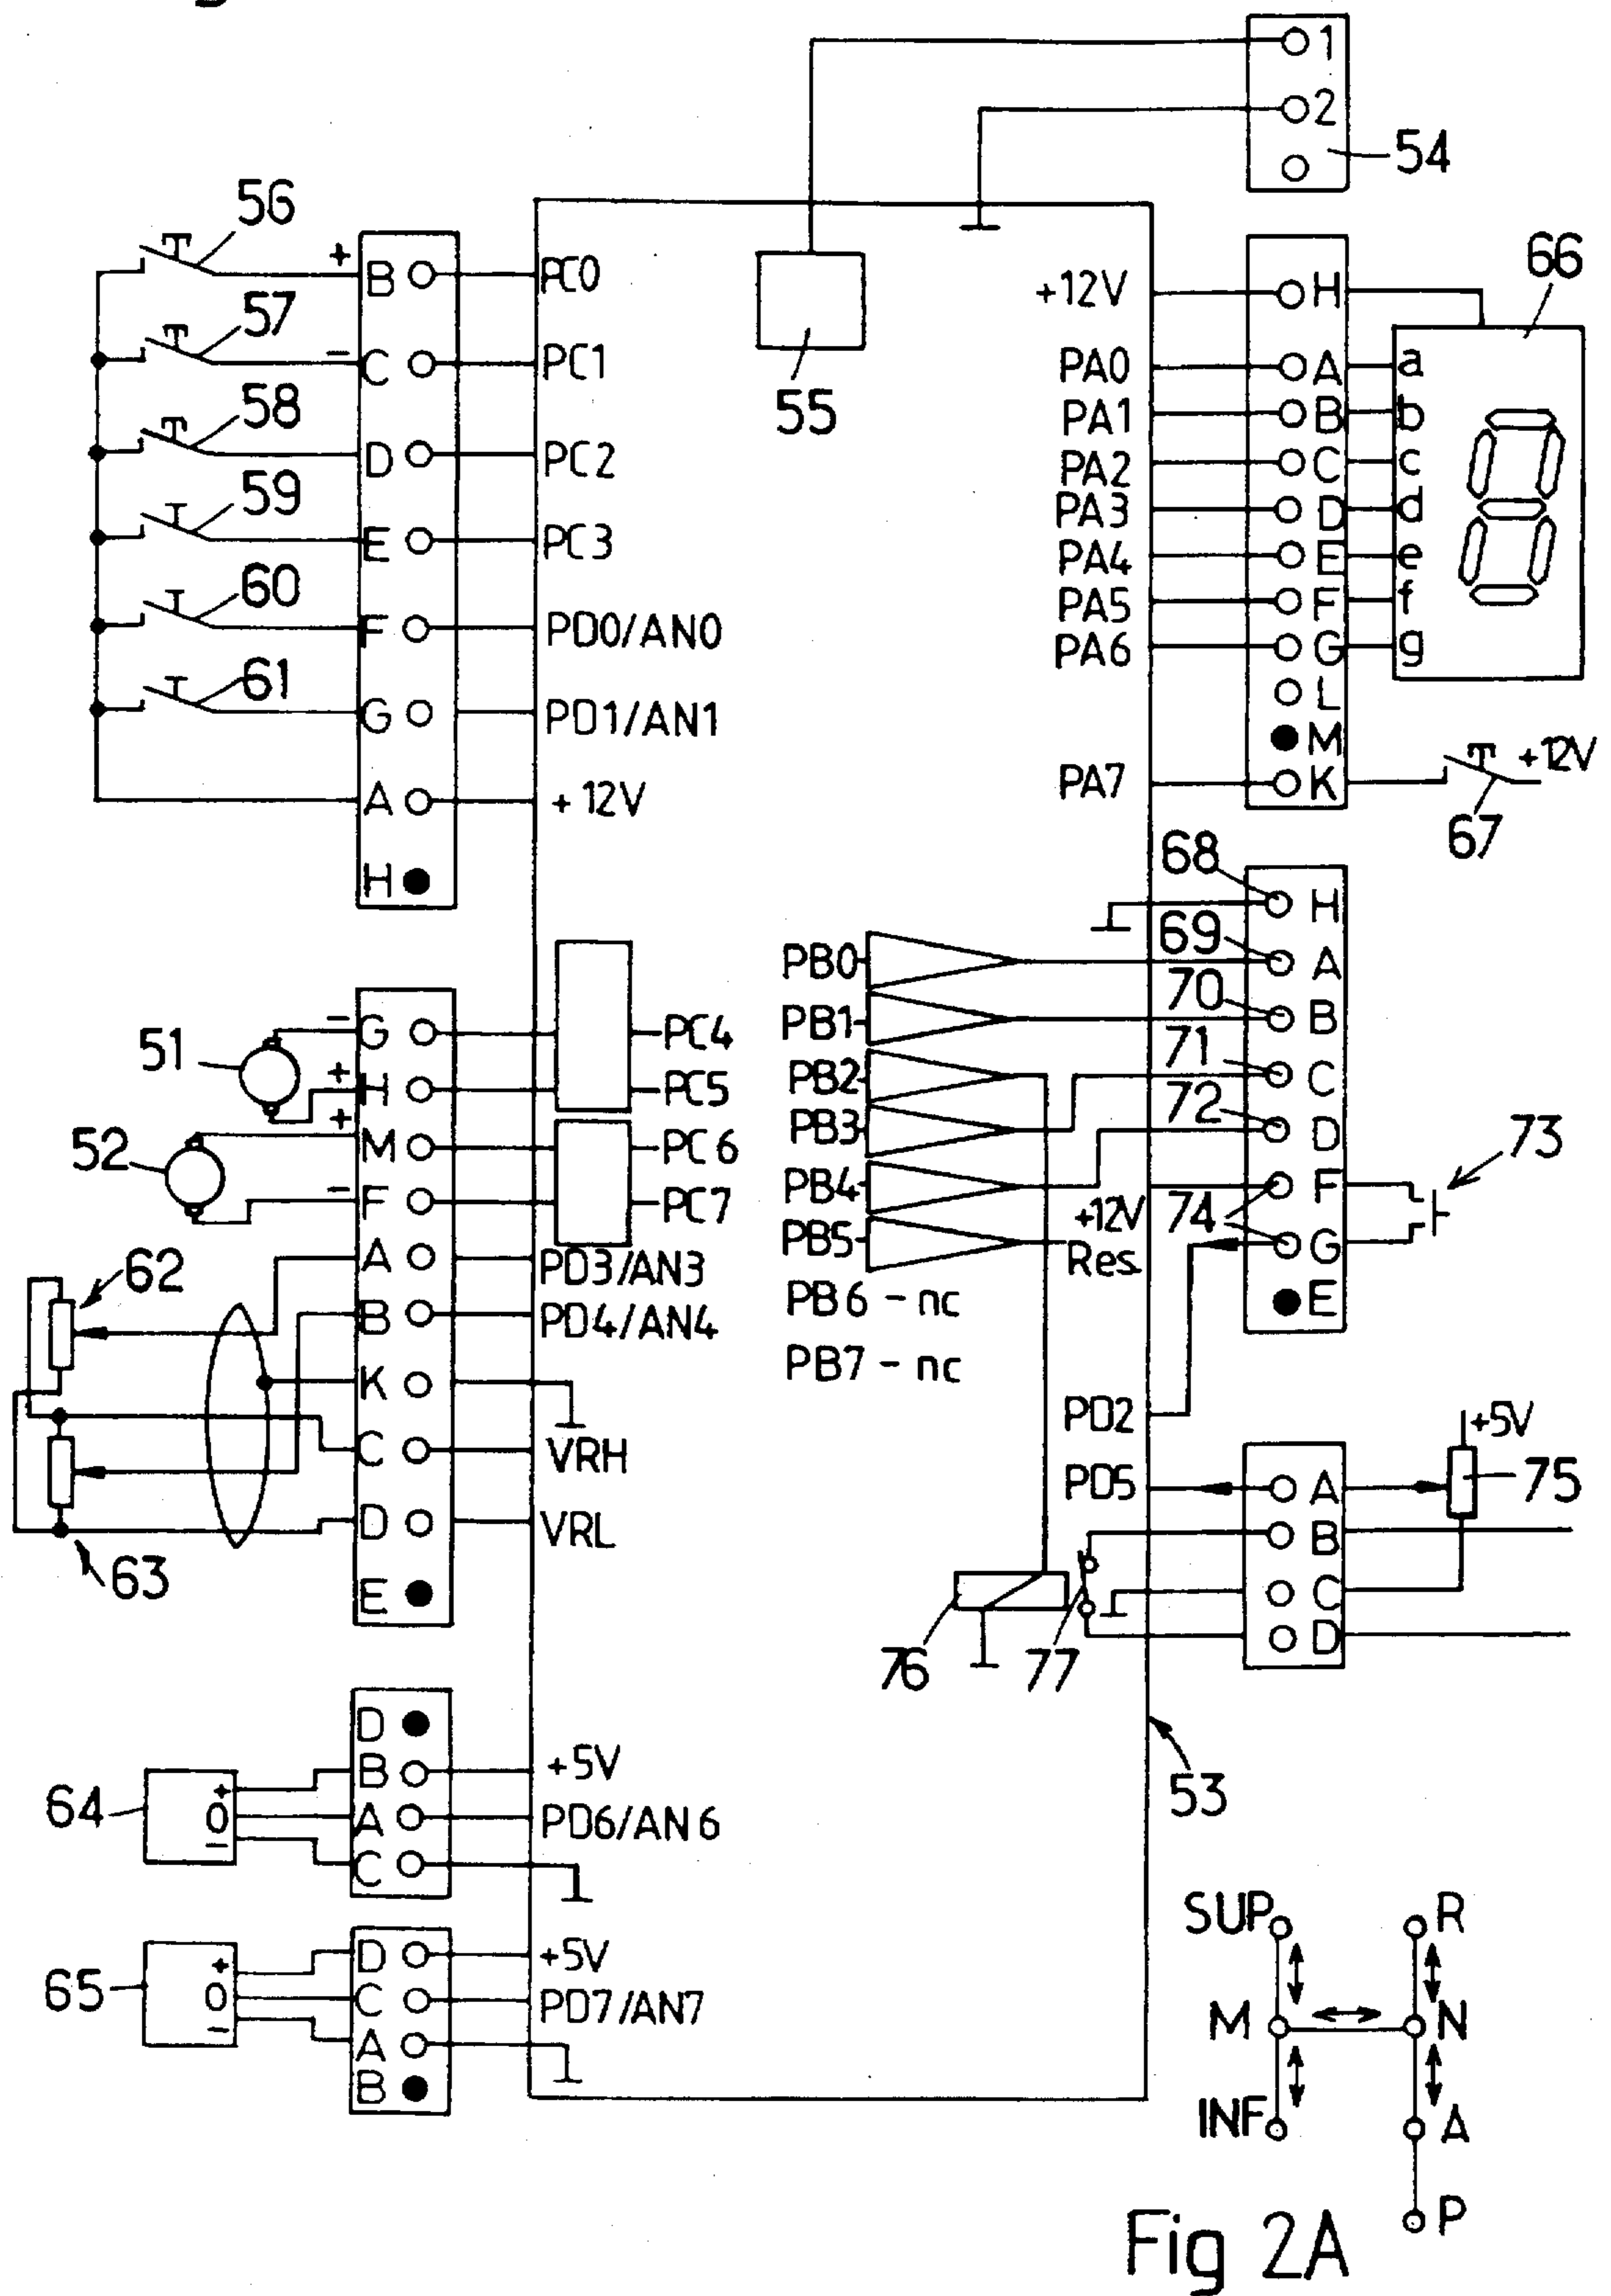 1
2
54
56
+ B PC0
57
- C PC1
58
D PC2
59
E PC3
60
F PD0/AN0
61
G PD1/AN1
A +12V
H
55
+12V H
66
PA0 A a
PA1 B b
PA2 C c
PA3 D d
PA4 E e
PA5 F f
PA6 G g
L
M
PA7 K +12V
67
68
H
PB0 69 A
PB1 70 B
PB2 71 C
PB3 72 D
PB4 +12V 74 F 73
PB5 Res. G
PB6 - nc E
PB7 - nc
51
- G PC4
+ H PC5
52
+ M PC6
- F PC7
62
A PD3/AN3
B PD4/AN4
K
C VRH
D VRL
63
E
PD2
+5V
PD5 A 75
B
C
D
76 77
53
D
64
+ B +5V
0 A PD6/AN6
- C
65
+ D +5V
0 C PD7/AN7
- A
B
SUP R
M N
INF A
P
Fig 2A